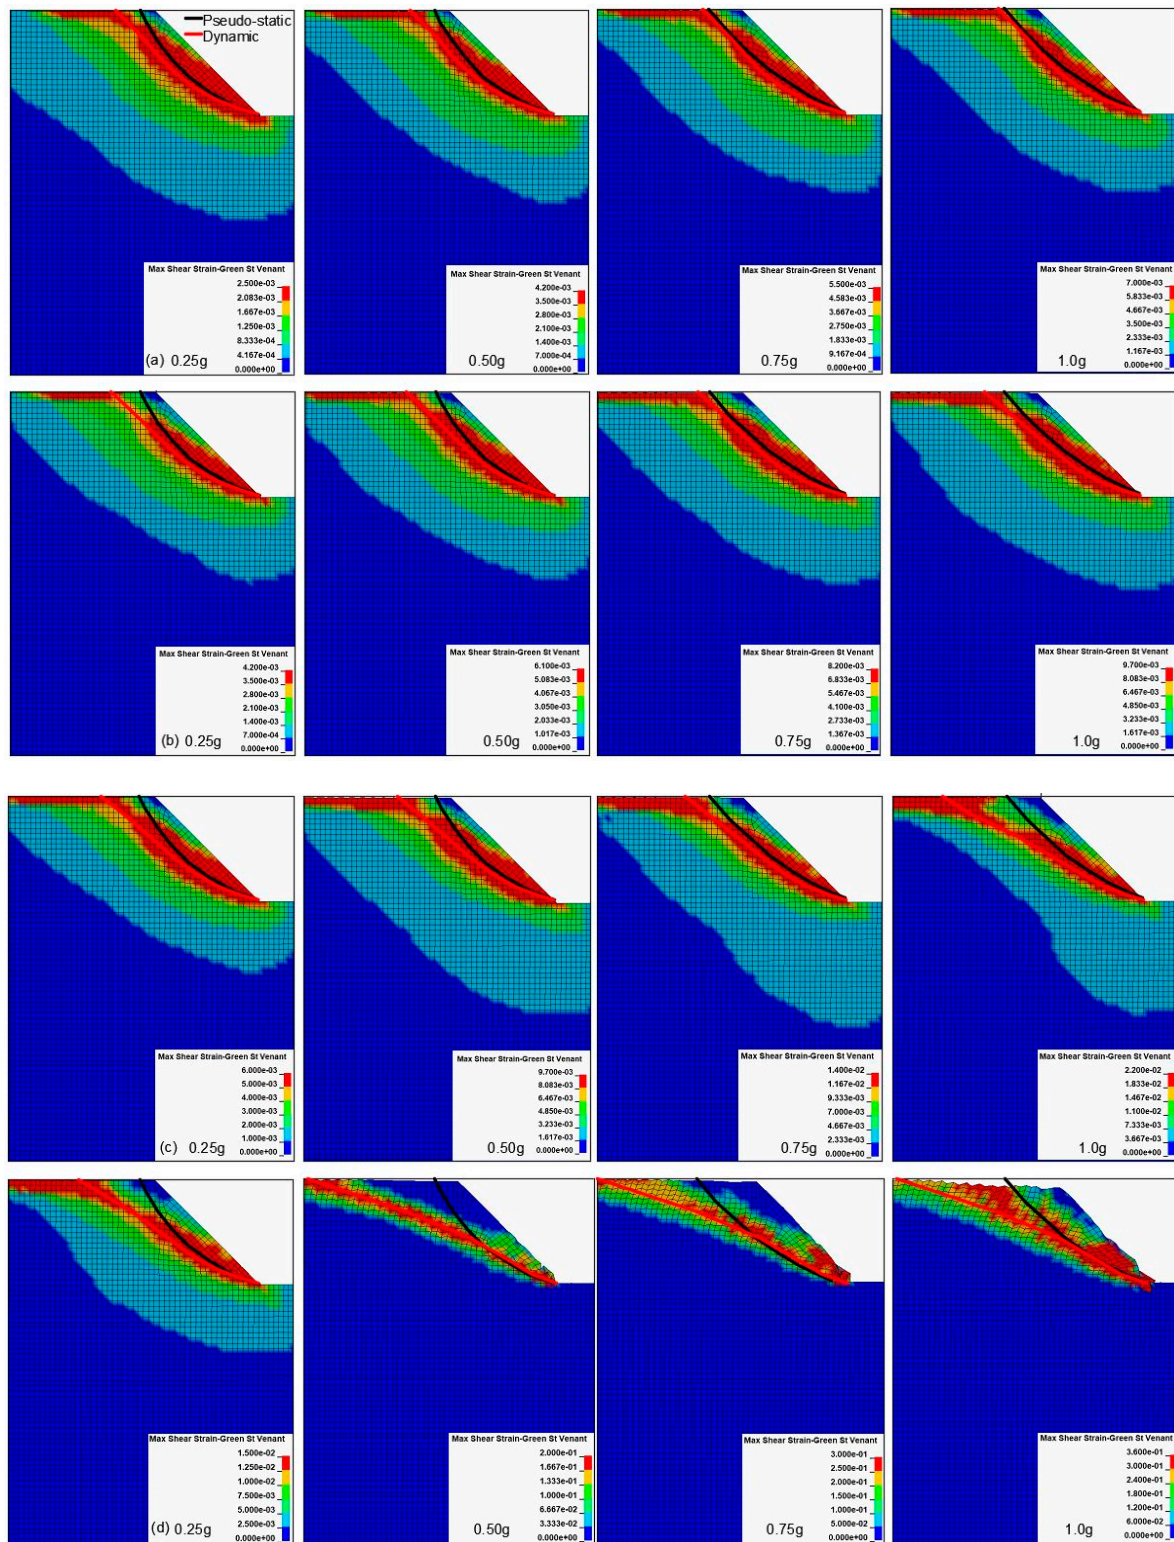 Pseudo-static
Dynamic
Max Shear Strain-Green St Venant
2.500e-03
2.083e-03
1.667e-03
1.250e-03
8.333e-04
4.167e-04
0.000e+00
(a) 0.25g
Max Shear Strain-Green St Venant
4.200e-03
3.500e-03
2.800e-03
2.100e-03
1.400e-03
7.000e-04
0.000e+00
0.50g
Max Shear Strain-Green St Venant
5.500e-03
4.583e-03
3.667e-03
2.750e-03
1.833e-03
9.167e-04
0.000e+00
0.75g
Max Shear Strain-Green St Venant
7.000e-03
5.833e-03
4.667e-03
3.500e-03
2.333e-03
1.167e-03
0.000e+00
1.0g
Max Shear Strain-Green St Venant
4.200e-03
3.500e-03
2.800e-03
2.100e-03
1.400e-03
7.000e-04
0.000e+00
(b) 0.25g
Max Shear Strain-Green St Venant
6.100e-03
5.083e-03
4.067e-03
3.050e-03
2.033e-03
1.017e-03
0.000e+00
0.50g
Max Shear Strain-Green St Venant
8.200e-03
6.833e-03
5.467e-03
4.100e-03
2.733e-03
1.367e-03
0.000e+00
0.75g
Max Shear Strain-Green St Venant
9.700e-03
8.083e-03
6.467e-03
4.850e-03
3.233e-03
1.617e-03
0.000e+00
1.0g
Max Shear Strain-Green St Venant
6.000e-03
5.000e-03
4.000e-03
3.000e-03
2.000e-03
1.000e-03
0.000e+00
(c) 0.25g
Max Shear Strain-Green St Venant
9.700e-03
8.083e-03
6.467e-03
4.850e-03
3.233e-03
1.617e-03
0.000e+00
0.50g
Max Shear Strain-Green St Venant
1.400e-02
1.167e-02
9.333e-03
7.000e-03
4.667e-03
2.333e-03
0.000e+00
0.75g
Max Shear Strain-Green St Venant
2.200e-02
1.833e-02
1.467e-02
1.100e-02
7.333e-03
3.667e-03
0.000e+00
1.0g
Max Shear Strain-Green St Venant
1.500e-02
1.250e-02
1.000e-02
7.500e-03
5.000e-03
2.500e-03
0.000e+00
(d) 0.25g
Max Shear Strain-Green St Venant
2.000e-01
1.667e-01
1.333e-01
1.000e-01
6.667e-02
3.333e-02
0.000e+00
0.50g
Max Shear Strain-Green St Venant
3.000e-01
2.500e-01
2.000e-01
1.500e-01
1.000e-01
5.000e-02
0.000e+00
0.75g
Max Shear Strain-Green St Venant
3.600e-01
3.000e-01
2.400e-01
1.800e-01
1.200e-01
6.000e-02
0.000e+00
1.0g